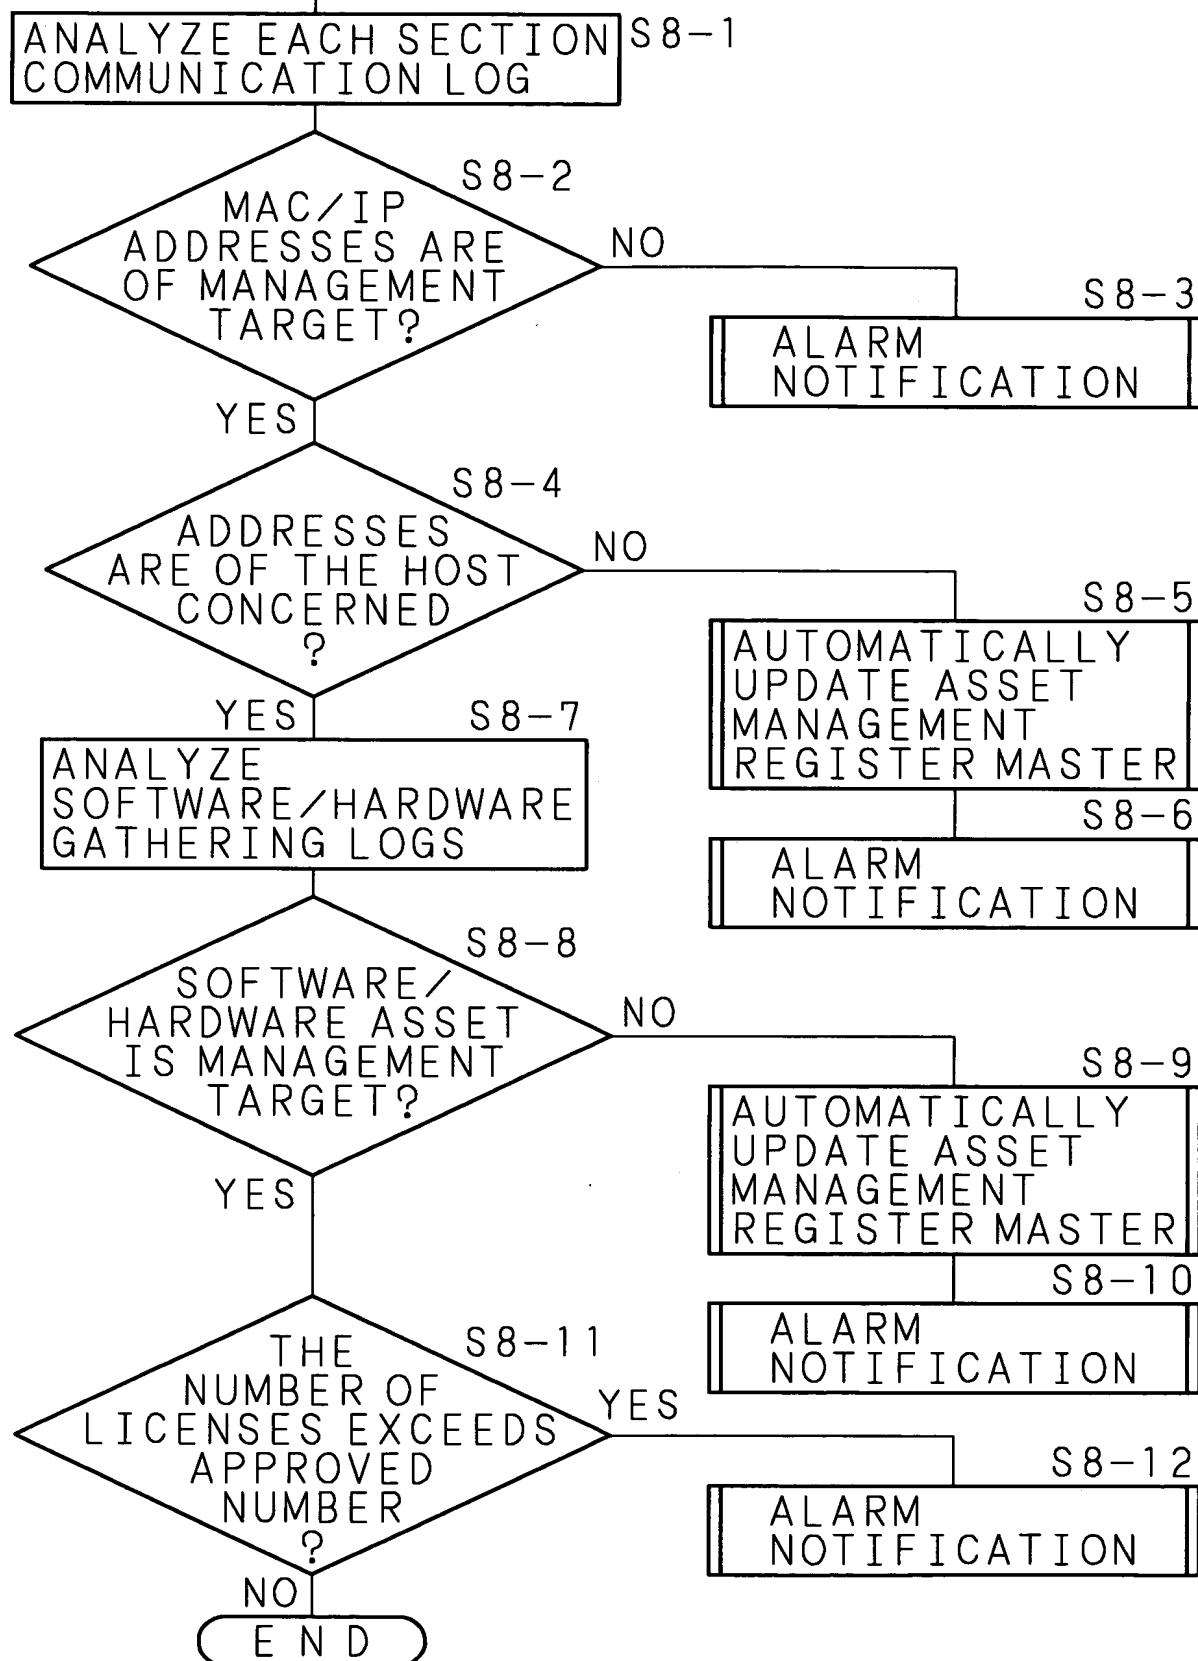 ANALYZE EACH SECTION
COMMUNICATION LOG
S8-1
S8-2
MAC/IP
ADDRESSES ARE
OF MANAGEMENT
TARGET?
NO
S8-3
ALARM
NOTIFICATION
YES
S8-4
ADDRESSES
ARE OF THE HOST
CONCERNED
?
NO
S8-5
AUTOMATICALLY
UPDATE ASSET
MANAGEMENT
REGISTER MASTER
S8-6
ALARM
NOTIFICATION
YES
S8-7
ANALYZE
SOFTWARE/HARDWARE
GATHERING LOGS
S8-8
SOFTWARE/
HARDWARE ASSET
IS MANAGEMENT
TARGET?
NO
S8-9
AUTOMATICALLY
UPDATE ASSET
MANAGEMENT
REGISTER MASTER
S8-10
ALARM
NOTIFICATION
YES
S8-11
THE
NUMBER OF
LICENSES EXCEEDS
APPROVED
NUMBER
?
YES
S8-12
ALARM
NOTIFICATION
NO
END